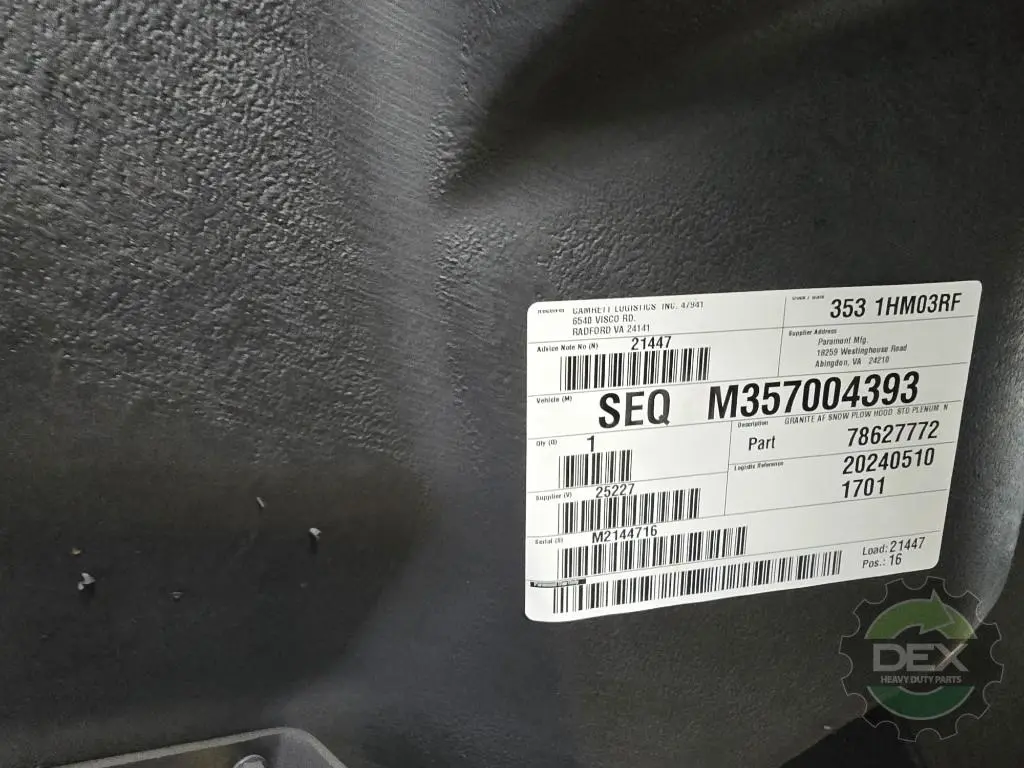 CAMRETT LOGISTICS INC. 47941
6540 VISCO RD.
RADFORD VA 24141
353 1HM03RF
Advice Note No (N)
21447
Supplier Address
Paramont Mfg.
18259 Westinghouse Road
Abingdon, VA 24210
Vehicle (M)
SEQ M357004393
Qty (Q)
1
Description
GRANITE AF SNOW PLOW HOOD STD PLENUM N
Part
78627772
Supplier (V)
25227
Logistic Reference
20240510
1701
Serial (S)
M2144716
Load: 21447
Pos.: 16
DEX
HEAVY DUTY PARTS